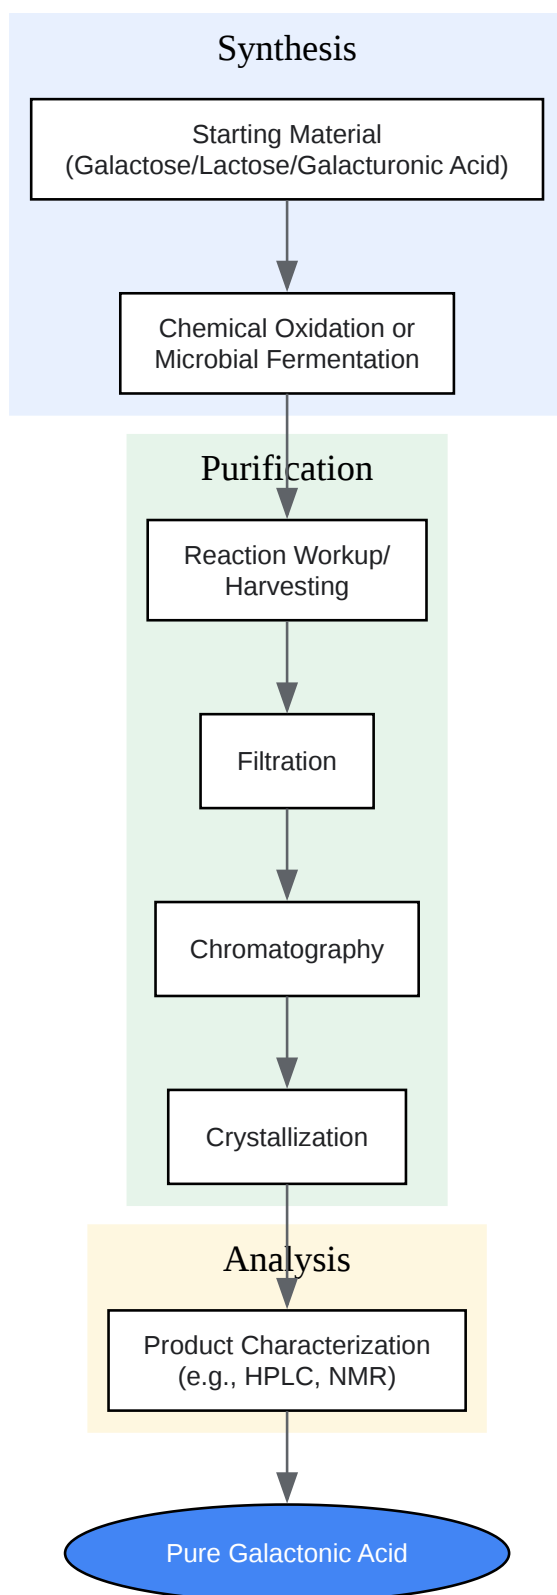 Synthesis
Starting Material
(Galactose/Lactose/Galacturonic Acid)
Chemical Oxidation or
Microbial Fermentation
Purification
Reaction Workup/
Harvesting
Filtration
Chromatography
Crystallization
Analysis
Product Characterization
(e.g., HPLC, NMR)
Pure Galactonic Acid